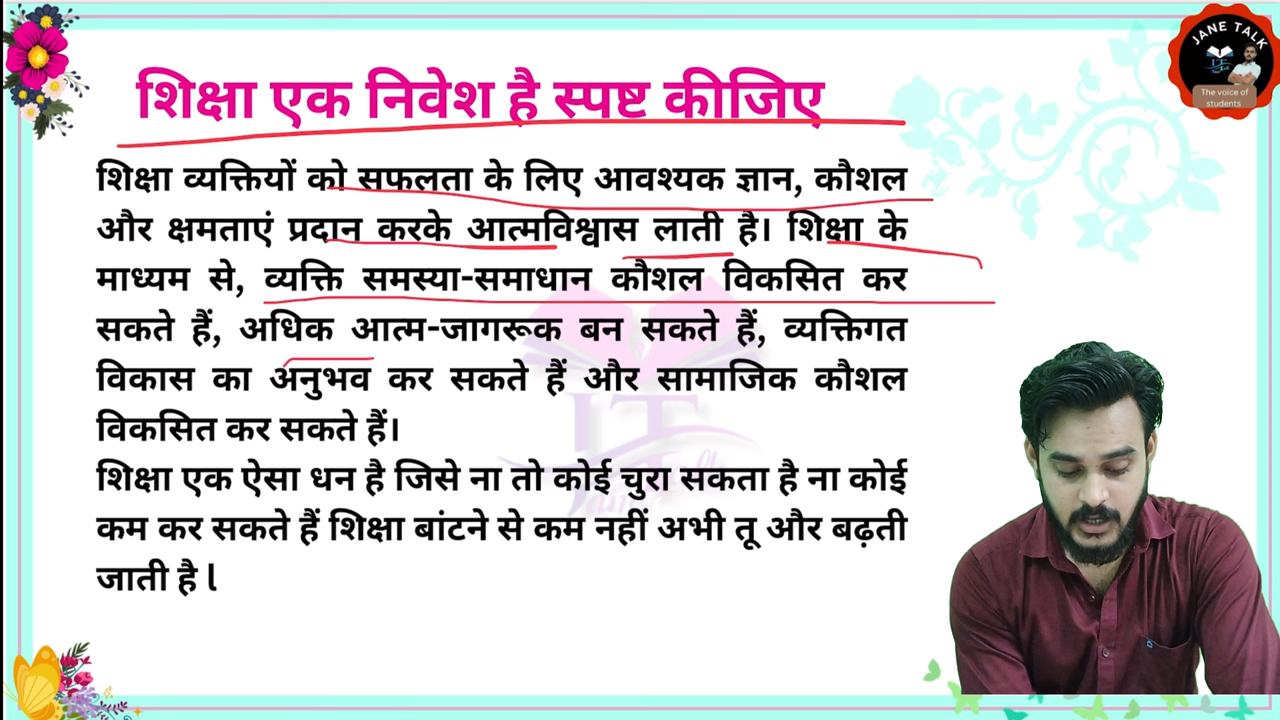 शिक्षा एक निवेश है स्पष्ट कीजिए
शिक्षा व्यक्तियों को सफलता के लिए आवश्यक ज्ञान, कौशल
और क्षमताएं प्रदान करके आत्मविश्वास लाती है। शिक्षा के
माध्यम से, व्यक्ति समस्या-समाधान कौशल विकसित कर
सकते हैं, अधिक आत्म-जागरूक बन सकते हैं, व्यक्तिगत
विकास का अनुभव कर सकते हैं और सामाजिक कौशल
विकसित कर सकते हैं।
शिक्षा एक ऐसा धन है जिसे ना तो कोई चुरा सकता है ना कोई
कम कर सकते हैं शिक्षा बांटने से कम नहीं अभी तू और बढ़ती
जाती है l
JANE TALK
The voice of
students